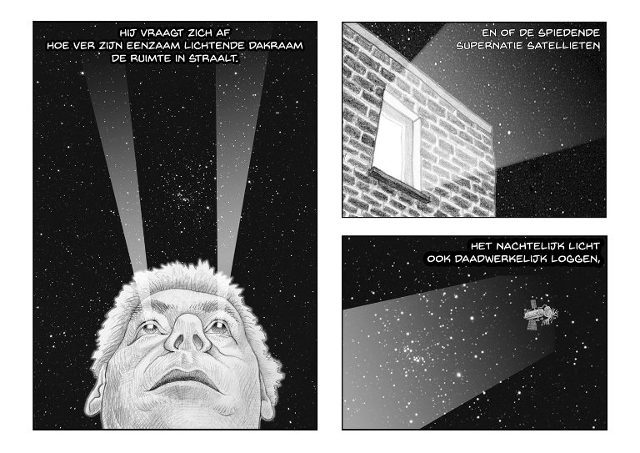 HIJ VRAAGT ZICH AF
HOE VER ZIJN EENZAAM LICHTENDE DAKRAAM
DE RUIMTE IN STRAALT.
EN OF DE SPIEDENDE
SUPERNATIE SATELLIETEN
HET NACHTELIJK LICHT
OOK DAADWERKELIJK LOGGEN,